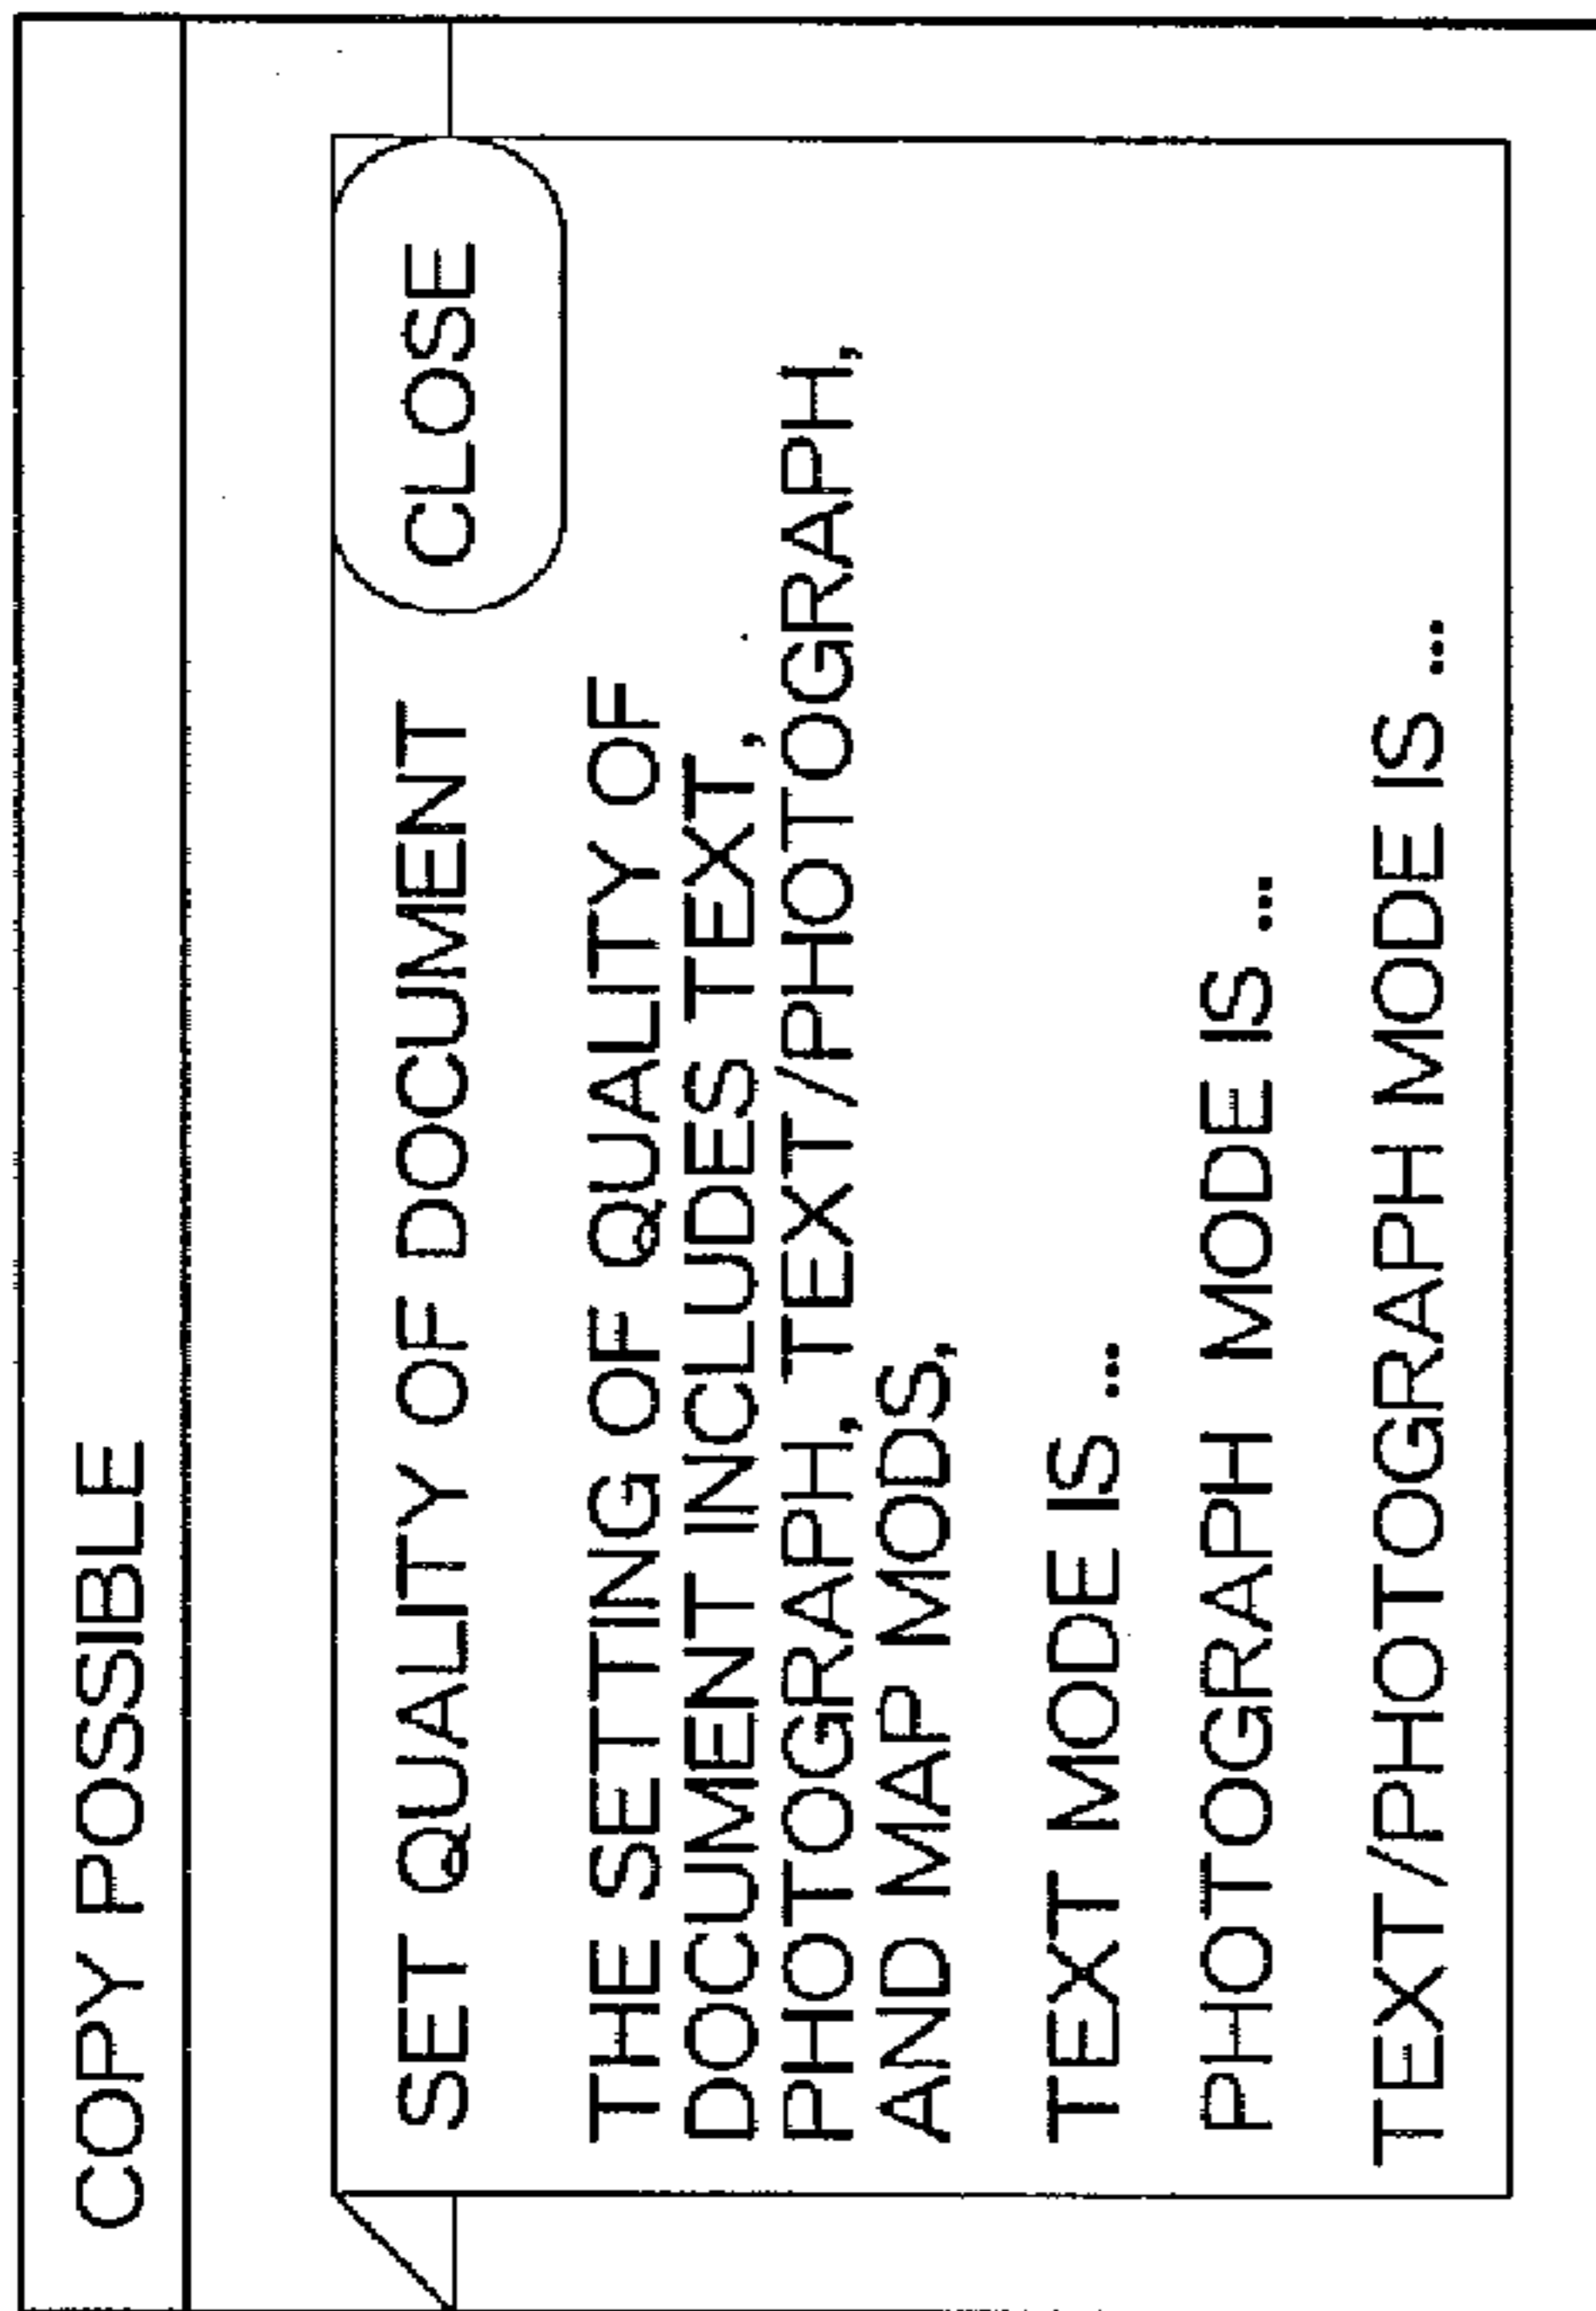 COPY POSSIBLE
SET QUALITY OF DOCUMENT
CLOSE
THE SETTING OF QUALITY OF
DOCUMENT INCLUDES TEXT,
PHOTOGRAPH, TEXT/PHOTOGRAPH,
AND MAP MODS,
TEXT MODE IS ...
PHOTOGRAPH MODE IS ...
TEXT/PHOTOGRAPH MODE IS ...